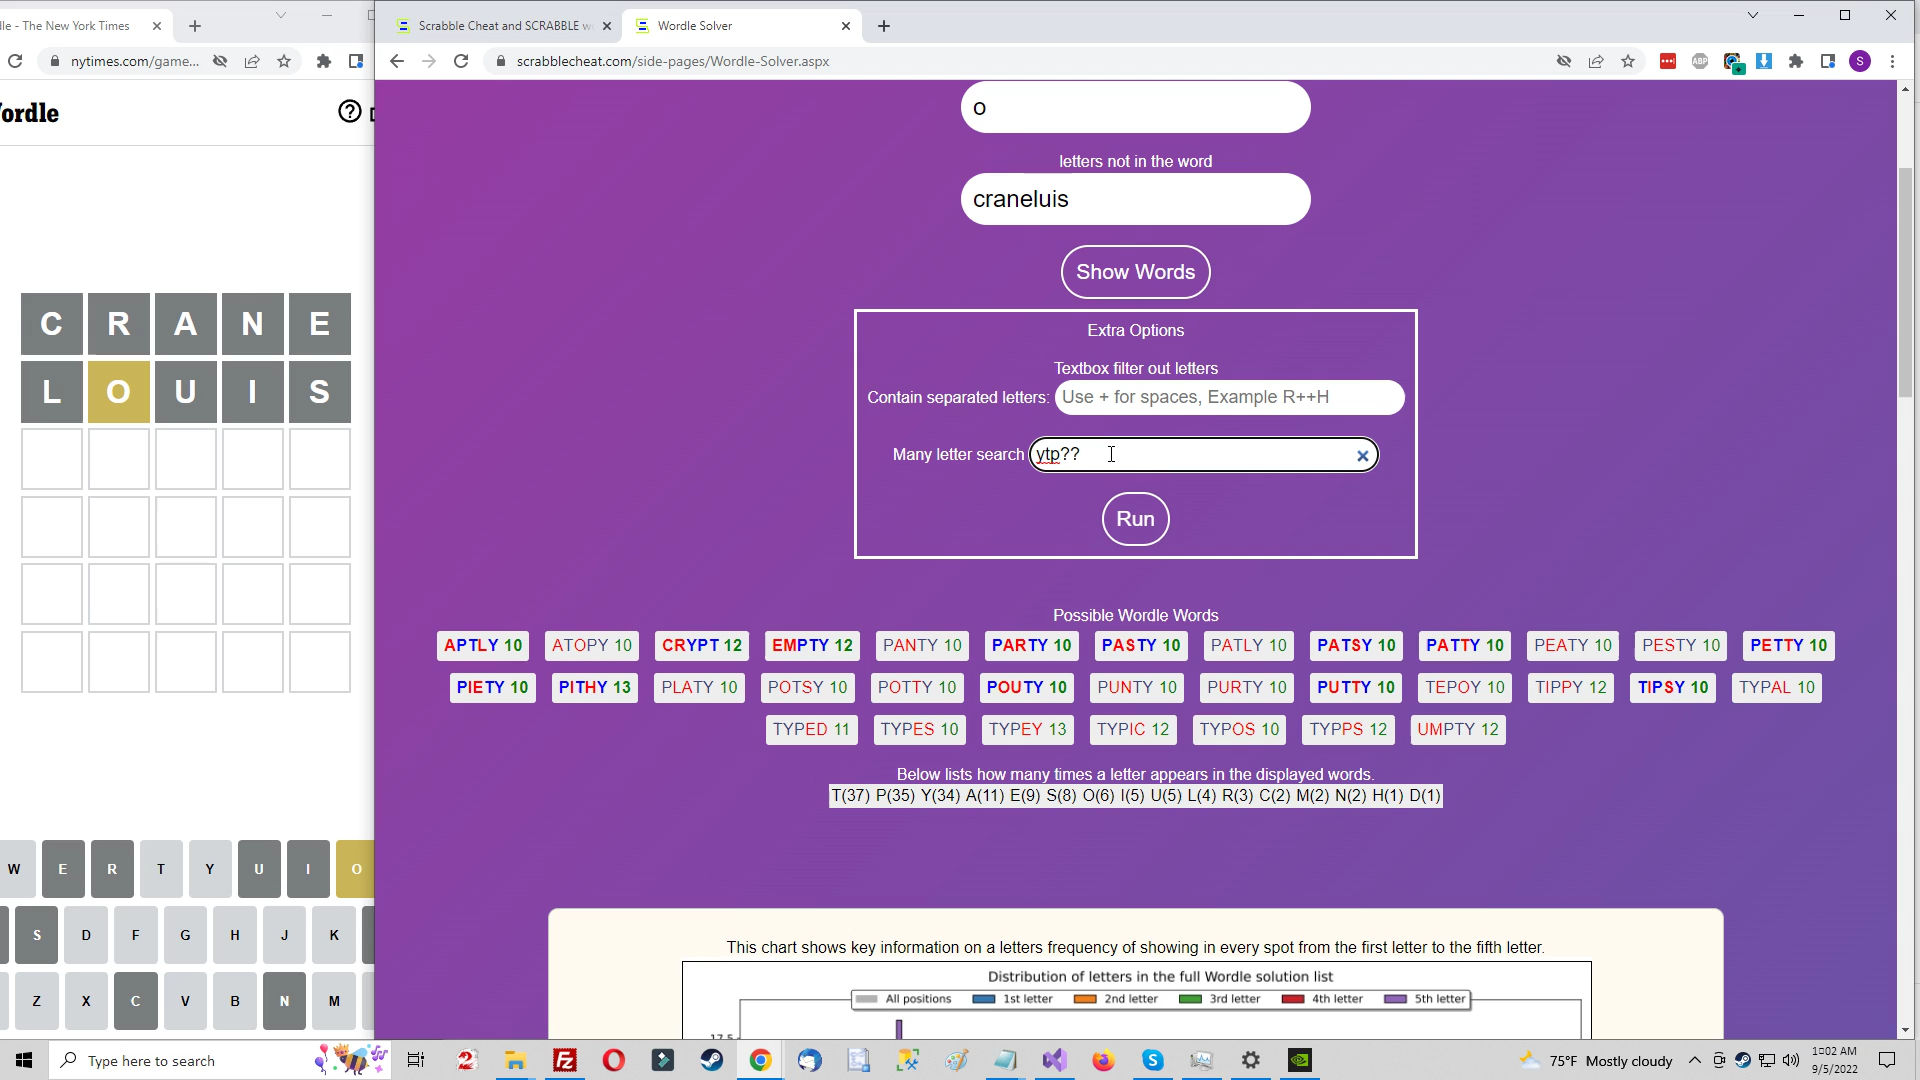 dle - The New York Times
Scrabble Cheat and SCRABBLE w
Wordle Solver
nytimes.com/game...
scrabblecheat.com/side-pages/Wordle-Solver.aspx
S
ordle
o
letters not in the word
craneluis
Show Words
Extra Options
Textbox filter out letters
Contain separated letters: Use + for spaces, Example R++H
Many letter search ytp??
Run
C R A N E
L O U I S
Possible Wordle Words
APTLY 10 ATOPY 10 CRYPT 12 EMPTY 12 PANTY 10 PARTY 10 PASTY 10 PATLY 10 PATSY 10 PATTY 10 PEATY 10 PESTY 10 PETTY 10
PIETY 10 PITHY 13 PLATY 10 POTSY 10 POTTY 10 POUTY 10 PUNTY 10 PURTY 10 PUTTY 10 TEPOY 10 TIPPY 12 TIPSY 10 TYPAL 10
TYPED 11 TYPES 10 TYPEY 13 TYPIC 12 TYPOS 10 TYPPS 12 UMPTY 12
Below lists how many times a letter appears in the displayed words.
T(37) P(35) Y(34) A(11) E(9) S(8) O(6) I(5) U(5) L(4) R(3) C(2) M(2) N(2) H(1) D(1)
W E R T Y U I O
S D F G H J K
Z X C V B N M
This chart shows key information on a letters frequency of showing in every spot from the first letter to the fifth letter.
Distribution of letters in the full Wordle solution list
All positions 1st letter 2nd letter 3rd letter 4th letter 5th letter
17.5
Type here to search
75°F Mostly cloudy
1:02 AM
9/5/2022